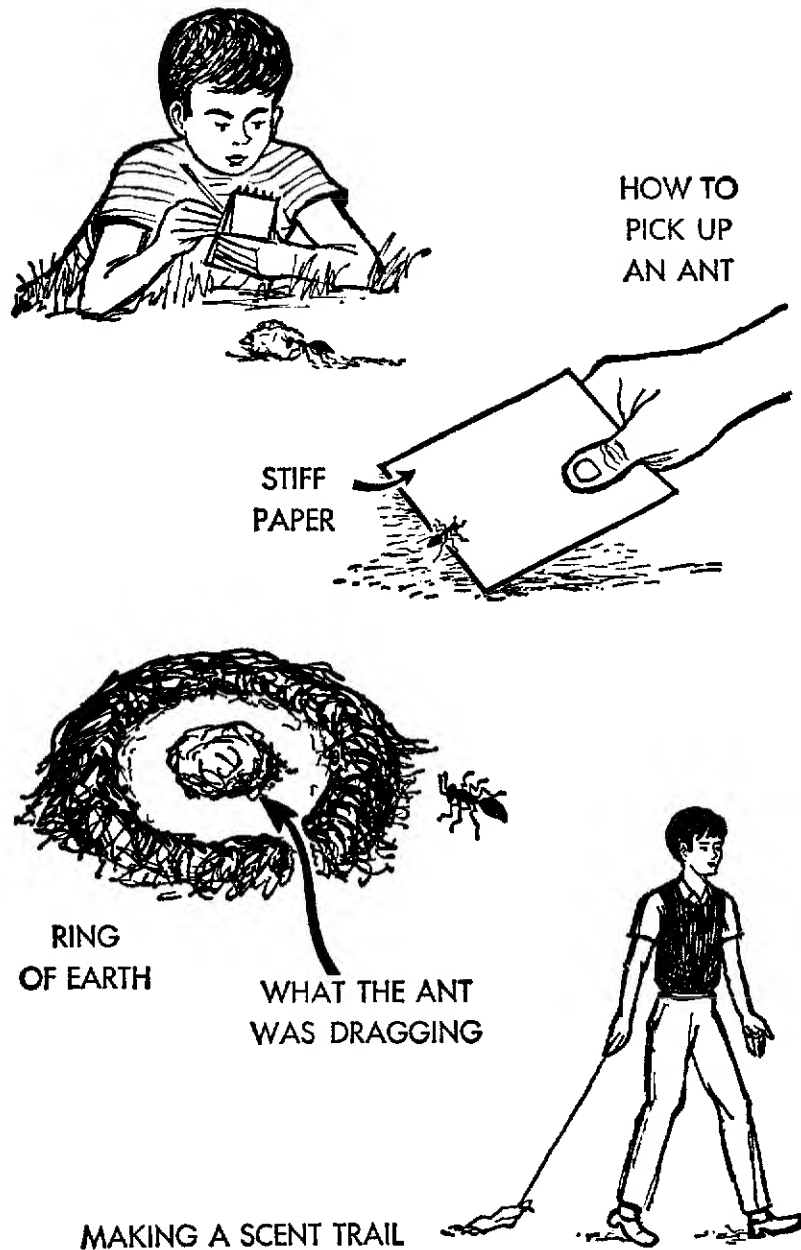 HOW TO
PICK UP
AN ANT
STIFF
PAPER
RING
OF EARTH
WHAT THE ANT
WAS DRAGGING
MAKING A SCENT TRAIL